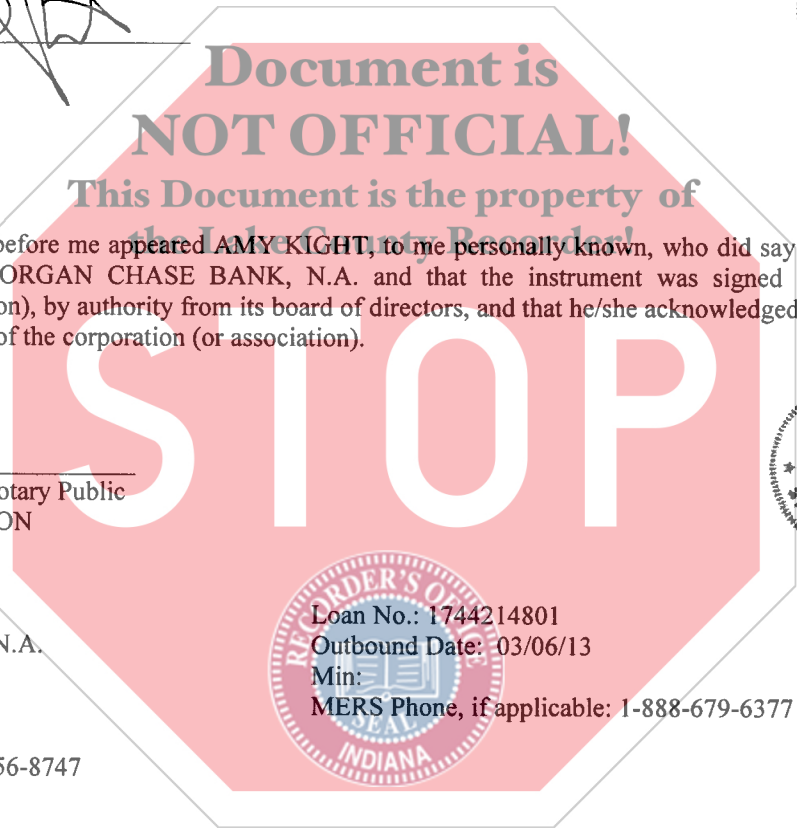 Document is
NOT OFFICIAL!
This Document is the property of
the Lake County Recorder!
before me appeared AMY KIGHT, to me personally known, who did say
ORGAN CHASE BANK, N.A. and that the instrument was signed
on), by authority from its board of directors, and that he/she acknowledged
of the corporation (or association).
STOP
otary Public
ON
RECORDER'S OFFICE
SEAL
INDIANA
Loan No.: 1744214801
N.A.
Outbound Date: 03/06/13
Min:
MERS Phone, if applicable: 1-888-679-6377
56-8747